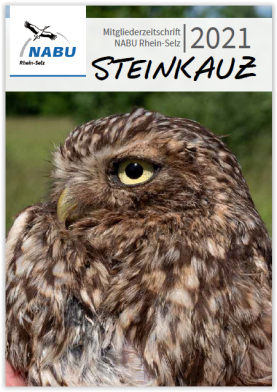 NABU
Rhein-Selz
Mitgliederzeitschrift
NABU Rhein-Selz
2021
STEINKAUZ